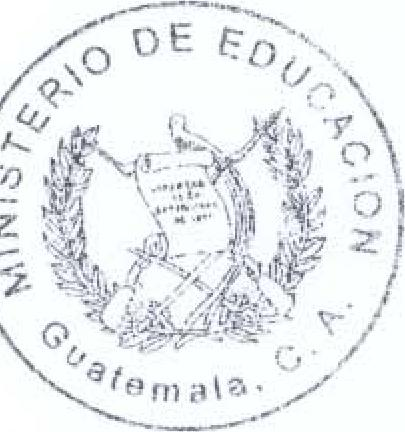 MINISTERIO DE EDUCACION
Guatemala, C. A.